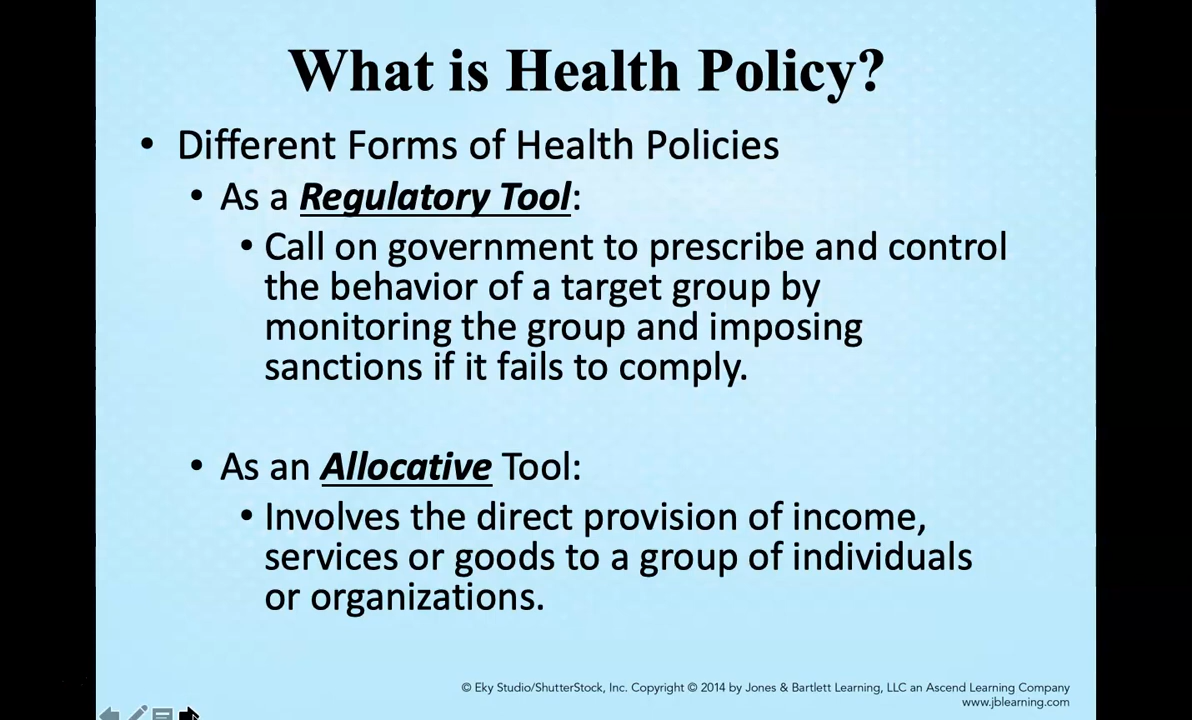 What is Health Policy?
• Different Forms of Health Policies
• As a Regulatory Tool:
• Call on government to prescribe and control
the behavior of a target group by
monitoring the group and imposing
sanctions if it fails to comply.
• As an Allocative Tool:
• Involves the direct provision of income,
services or goods to a group of individuals
or organizations.
© Eky Studio/ShutterStock, Inc. Copyright © 2014 by Jones & Bartlett Learning, LLC an Ascend Learning Company
www.jblearning.com